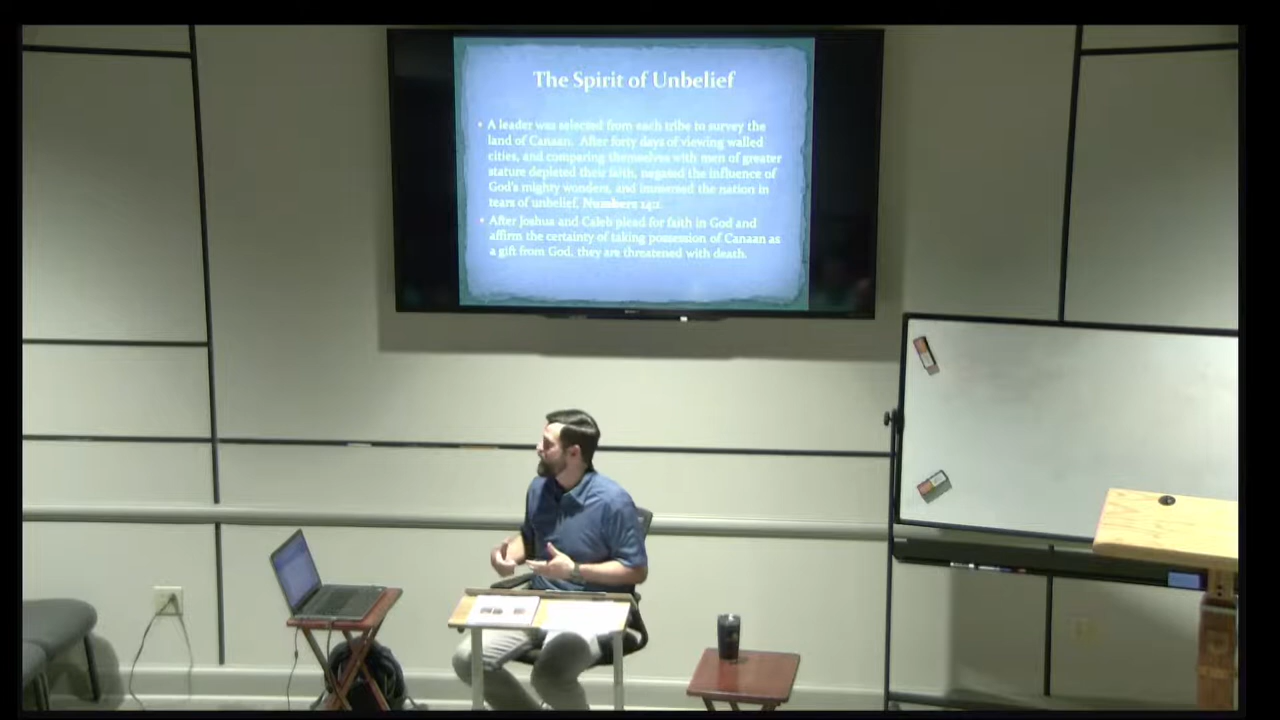 The Spirit of Unbelief
• A leader was selected from each tribe to survey the
land of Canaan. After forty days of viewing walled
cities, and comparing themselves with men of greater
stature depleted their faith, negated the influence of
God's mighty wonders, and immersed the nation in
tears of unbelief. Numbers 14:1.
• After Joshua and Caleb plead for faith in God and
affirm the certainty of taking possession of Canaan as
a gift from God, they are threatened with death.